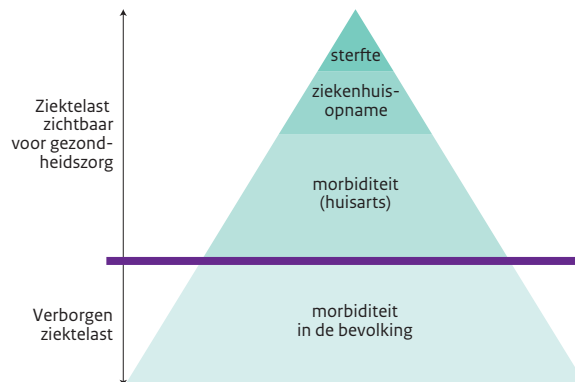 sterfte
ziekenhuis-
opname
Ziektelast
zichtbaar
voor gezond-
heidszorg
morbiditeit
(huisarts)
Verborgen
ziektelast
morbiditeit
in de bevolking